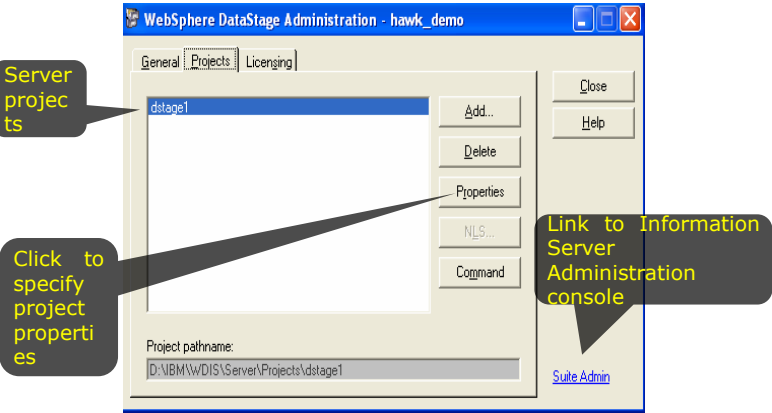 WebSphere DataStage Administration - hawk_demo
General Projects Licensing
Server
projec
ts
dstage1
Add...
Close
Help
Delete
Properties
NLS...
Command
Click to
specify
project
properti
es
Link to Information
Server
Administration
console
Project pathname:
D:\IBM\WDIS\Server\Projects\dstage1
Suite Admin